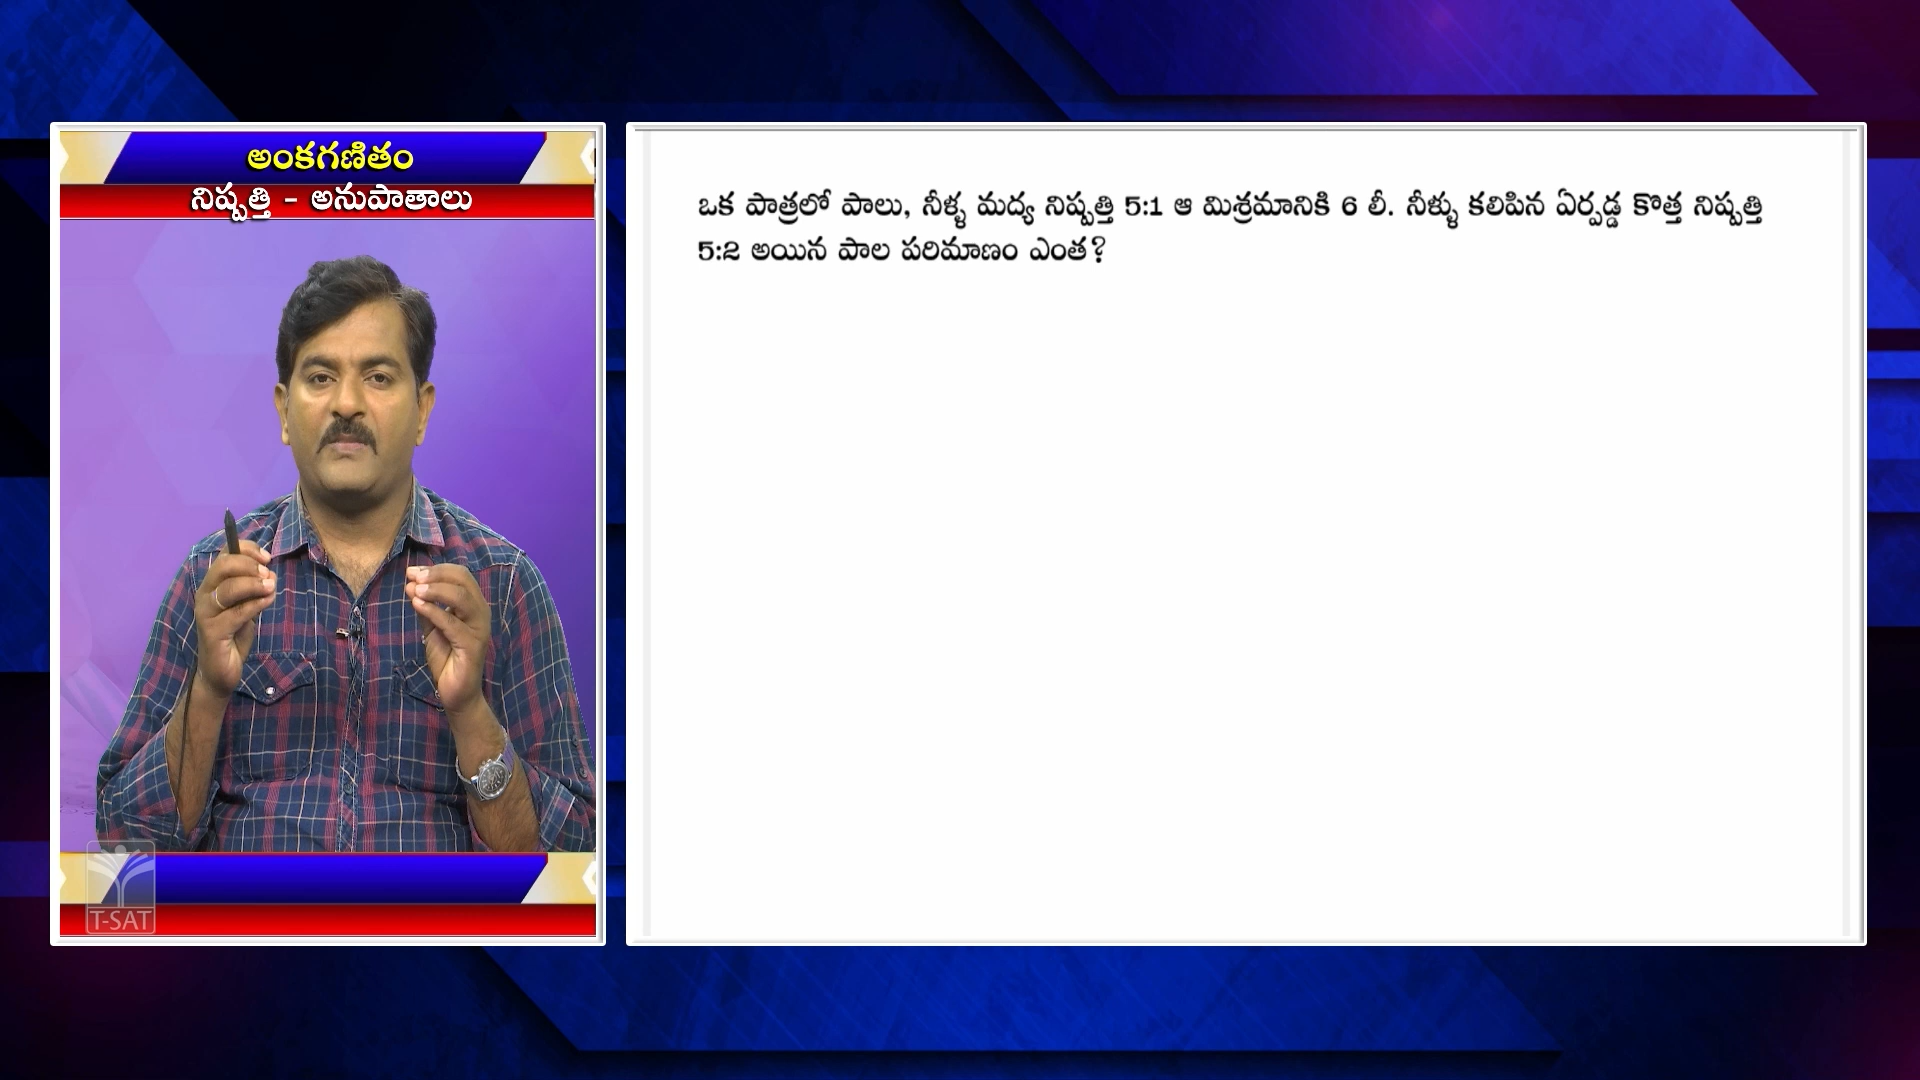 అంకగణితం
నిష్పత్తి - అనుపాతాలు
ఒక పాత్రలో పాలు, నీళ్ళ మద్య నిష్పత్తి 5:1 ఆ మిశ్రమానికి 6 లీ. నీళ్ళు కలిపిన ఏర్పడ్డ కొత్త నిష్పత్తి
5:2 అయిన పాల పరిమాణం ఎంత?
T-SAT